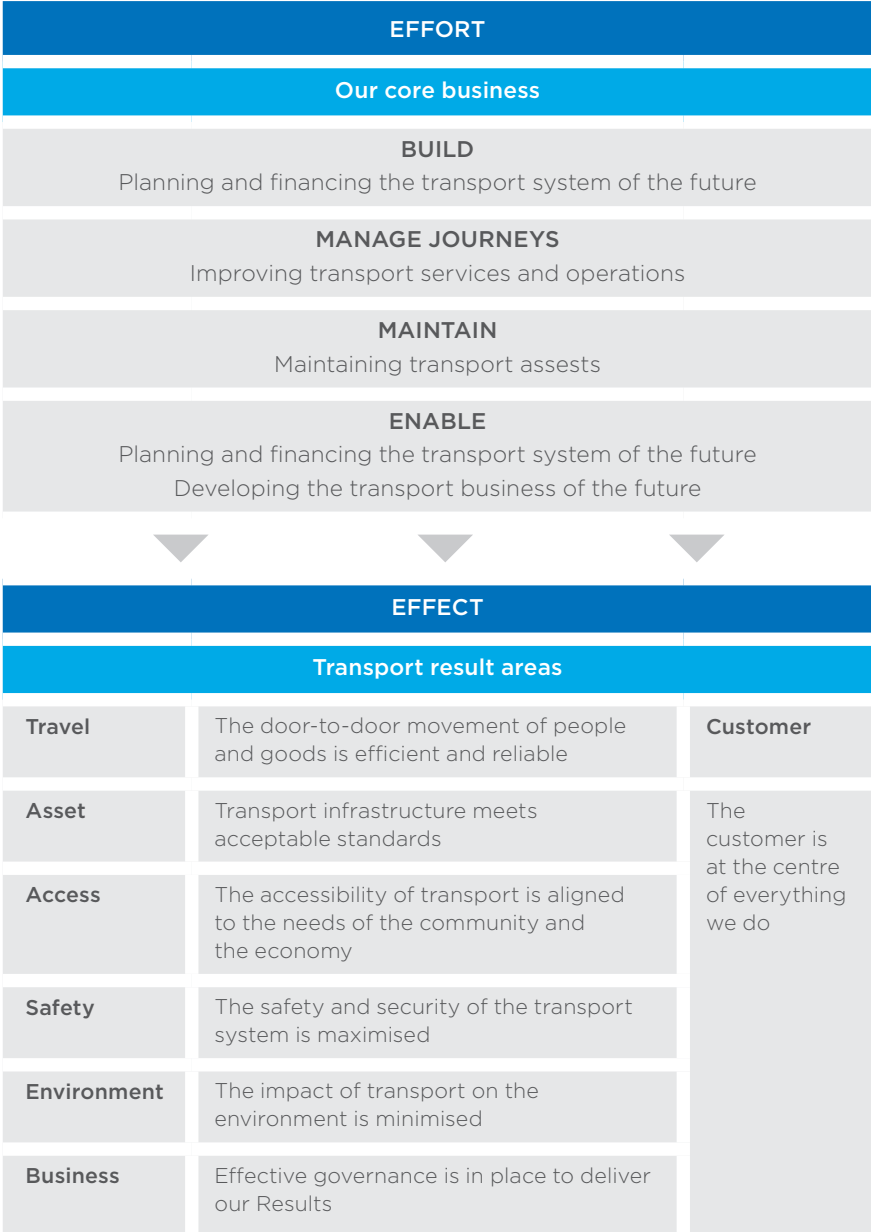 EFFORT
Our core business
BUILD
Planning and financing the transport system of the future
MANAGE JOURNEYS
Improving transport services and operations
MAINTAIN
Maintaining transport assests
ENABLE
Planning and financing the transport system of the future
Developing the transport business of the future
EFFECT
Transport result areas
Travel
The door-to-door movement of people
and goods is efficient and reliable
Customer
Asset
Transport infrastructure meets
acceptable standards
The
customer is
at the centre
of everything
we do
Access
The accessibility of transport is aligned
to the needs of the community and
the economy
Safety
The safety and security of the transport
system is maximised
Environment
The impact of transport on the
environment is minimised
Business
Effective governance is in place to deliver
our Results